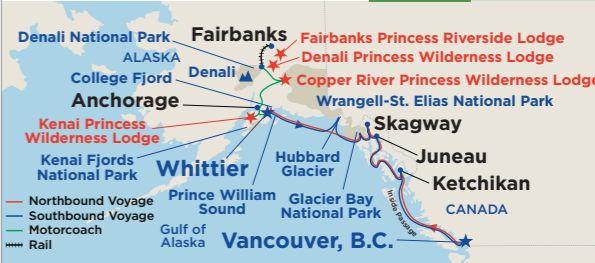 Fairbanks
Denali National Park
Fairbanks Princess Riverside Lodge
ALASKA
Denali Princess Wilderness Lodge
College Fjord
Denali
Copper River Princess Wilderness Lodge
Anchorage
Wrangell-St. Elias National Park
Kenai Princess
Wilderness Lodge
Skagway
Kenai Fjords
National Park
Whittier
Hubbard
Glacier
Juneau
Ketchikan
Prince William
Sound
Glacier Bay
National Park
Inside Passage
CANADA
Northbound Voyage
Southbound Voyage
Motorcoach
Rail
Gulf of
Alaska
Vancouver, B.C.